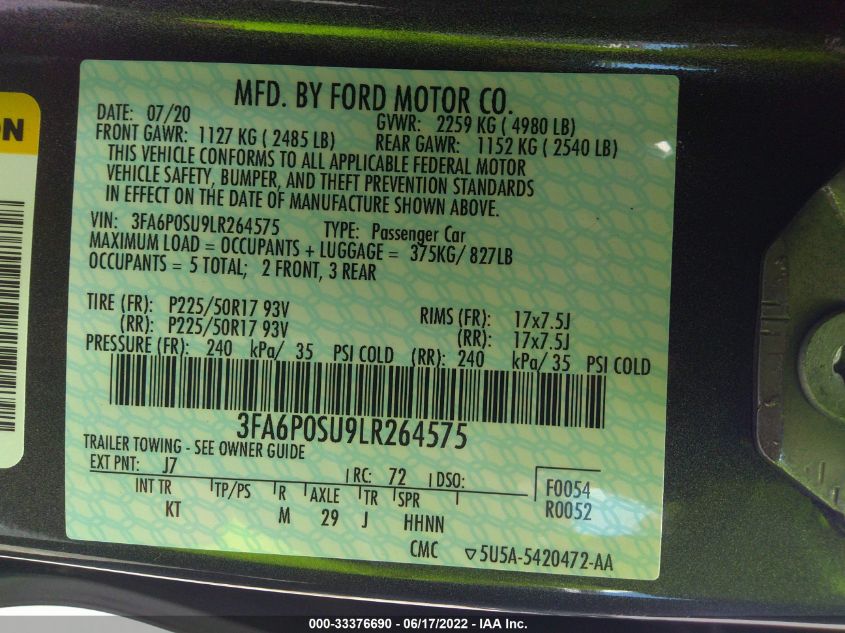 ON
MFD. BY FORD MOTOR CO.
DATE: 07/20 GVWR: 2259 KG ( 4980 LB)
FRONT GAWR: 1127 KG ( 2485 LB) REAR GAWR: 1152 KG ( 2540 LB)
THIS VEHICLE CONFORMS TO ALL APPLICABLE FEDERAL MOTOR
VEHICLE SAFETY, BUMPER, AND THEFT PREVENTION STANDARDS
IN EFFECT ON THE DATE OF MANUFACTURE SHOWN ABOVE.
VIN: 3FA6P0SU9LR264575 TYPE: Passenger Car
MAXIMUM LOAD = OCCUPANTS + LUGGAGE = 375KG/ 827LB
OCCUPANTS = 5 TOTAL; 2 FRONT, 3 REAR
TIRE (FR): P225/50R17 93V RIMS (FR): 17x7.5J
(RR): P225/50R17 93V (RR): 17x7.5J
PRESSURE (FR): 240 kPa/ 35 PSI COLD (RR): 240 kPa/ 35 PSI COLD
3FA6P0SU9LR264575
TRAILER TOWING - SEE OWNER GUIDE
EXT PNT: J7 RC: 72 DSO: F0054
INT TR TP/PS R AXLE TR SPR R0052
KT M 29 J HHNN
CMC ▽5U5A-5420472-AA
000-33376690 - 06/17/2022 - IAA Inc.